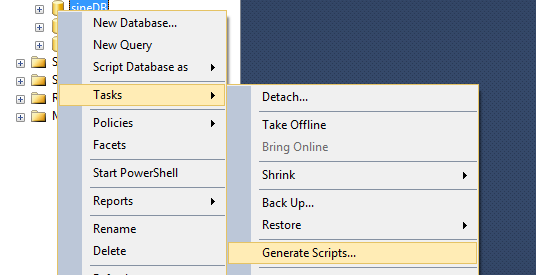 sineDB
New Database...
New Query
Script Database as
Tasks
Policies
Facets
Start PowerShell
Reports
Rename
Delete
Detach...
Take Offline
Bring Online
Shrink
Back Up...
Restore
Generate Scripts...
S
S
R
M